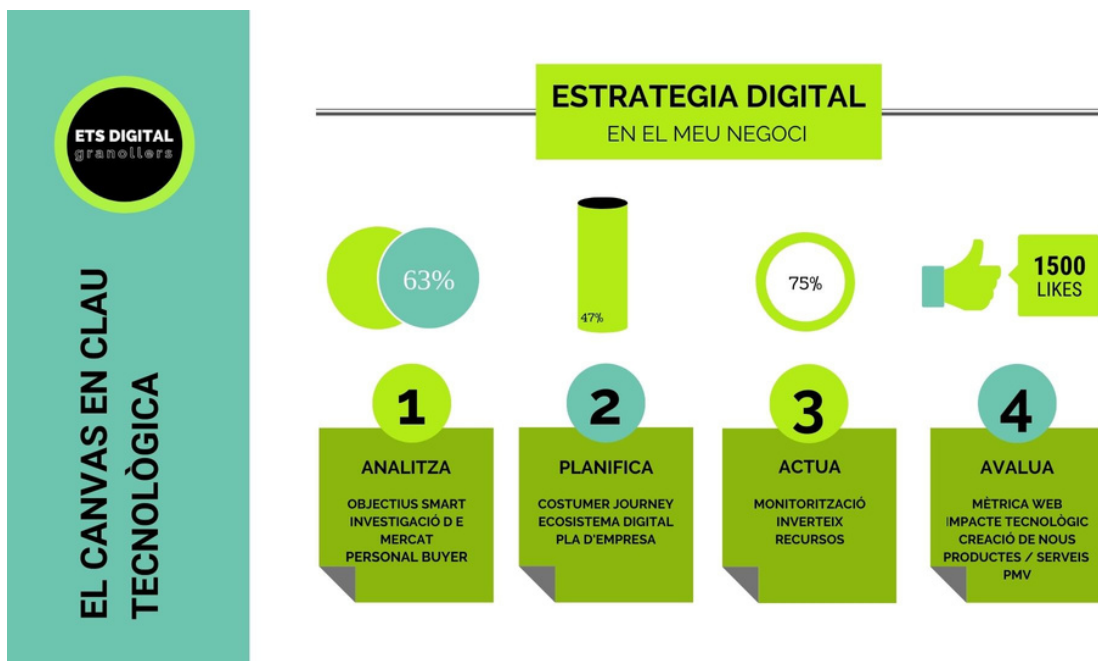 ETS DIGITAL
granollers
EL CANVAS EN CLAU
TECNOLÒGICA
ESTRATEGIA DIGITAL
EN EL MEU NEGOCI
63%
47%
75%
1500
LIKES
1
ANALITZA
OBJECTIUS SMART
INVESTIGACIÓ D E
MERCAT
PERSONAL BUYER
2
PLANIFICA
COSTUMER JOURNEY
ECOSISTEMA DIGITAL
PLA D'EMPRESA
3
ACTUA
MONITORITZACIÓ
INVERTEIX
RECURSOS
4
AVALUA
MÈTRICA WEB
IMPACTE TECNOLÒGIC
CREACIÓ DE NOUS
PRODUCTES / SERVEIS
PMV